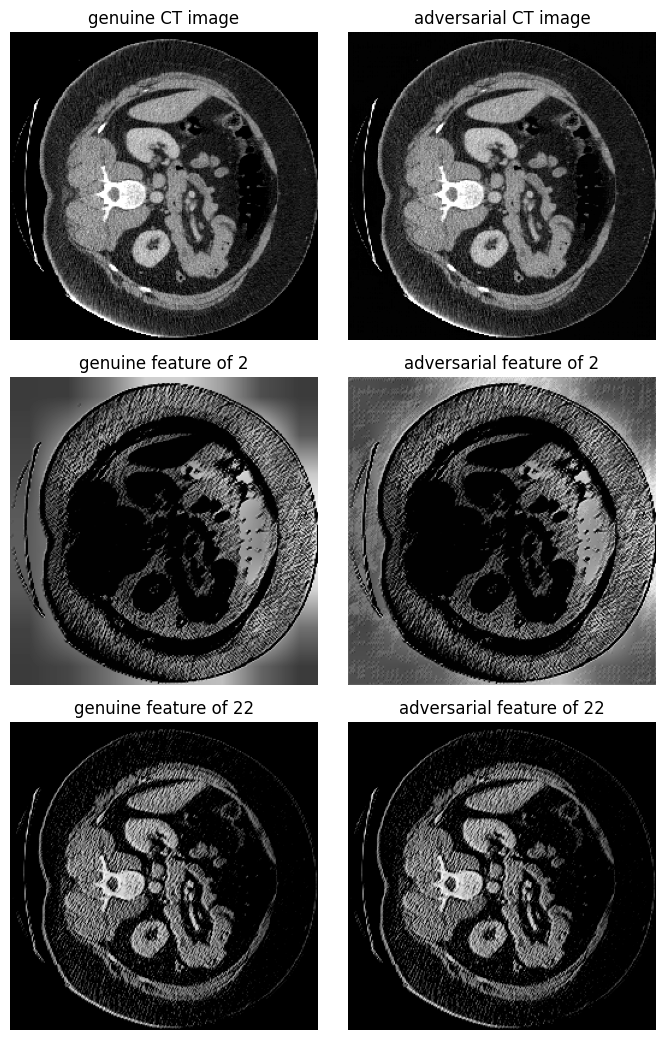 genuine CT image
adversarial CT image
genuine feature of 2
adversarial feature of 2
genuine feature of 22
adversarial feature of 22